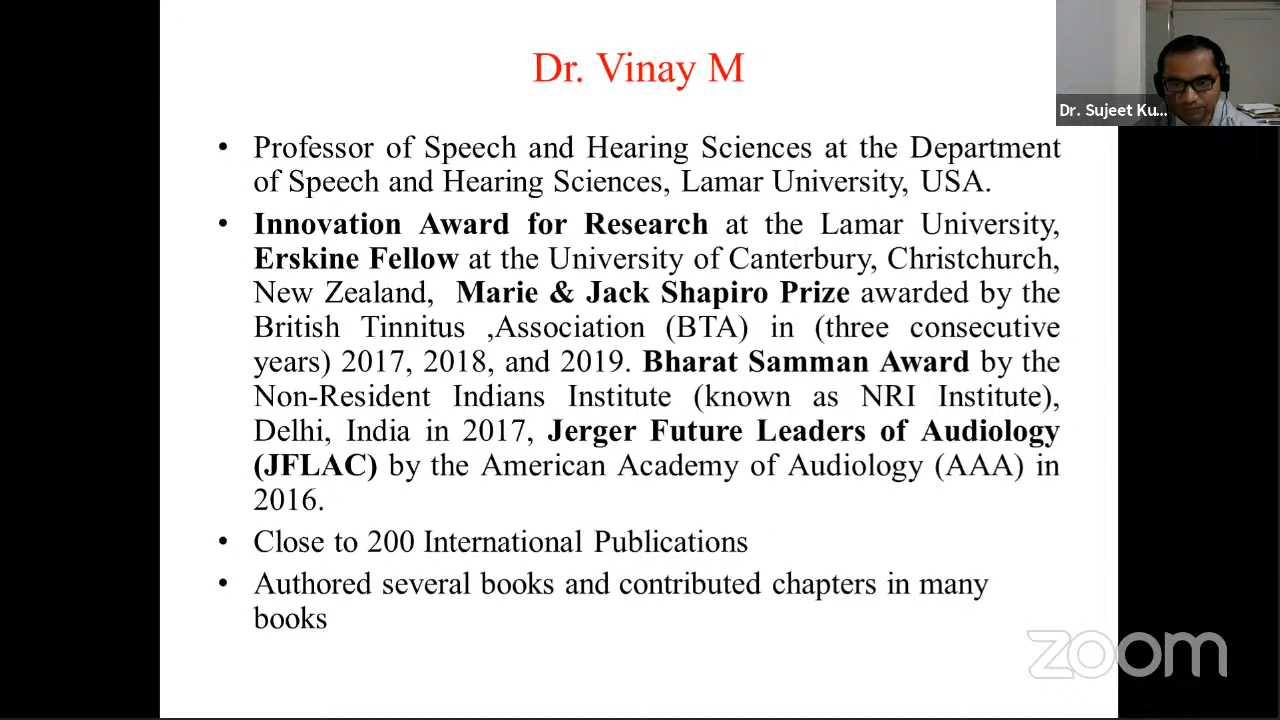 Dr. Vinay M
Dr. Sujeet Ku...
• Professor of Speech and Hearing Sciences at the Department
of Speech and Hearing Sciences, Lamar University, USA.
• Innovation Award for Research at the Lamar University,
Erskine Fellow at the University of Canterbury, Christchurch,
New Zealand, Marie & Jack Shapiro Prize awarded by the
British Tinnitus ,Association (BTA) in (three consecutive
years) 2017, 2018, and 2019. Bharat Samman Award by the
Non-Resident Indians Institute (known as NRI Institute),
Delhi, India in 2017, Jerger Future Leaders of Audiology
(JFLAC) by the American Academy of Audiology (AAA) in
2016.
• Close to 200 International Publications
• Authored several books and contributed chapters in many
books
zoom